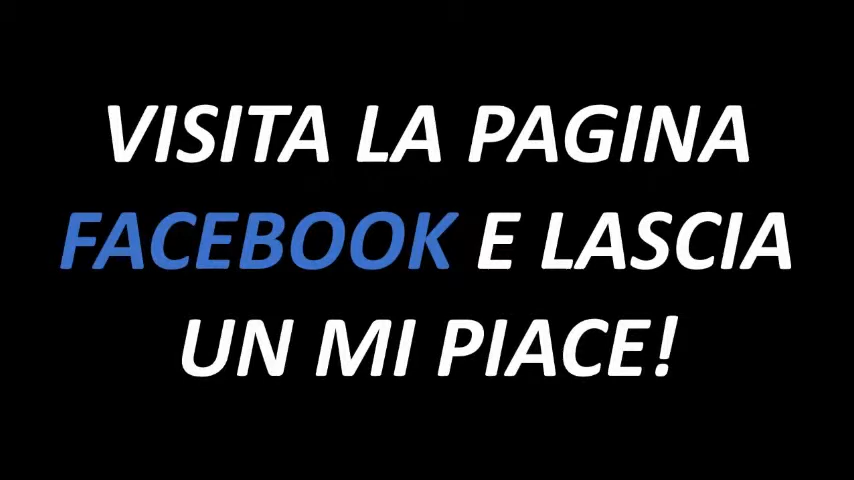 VISITA LA PAGINA
FACEBOOK E LASCIA
UN MI PIACE!